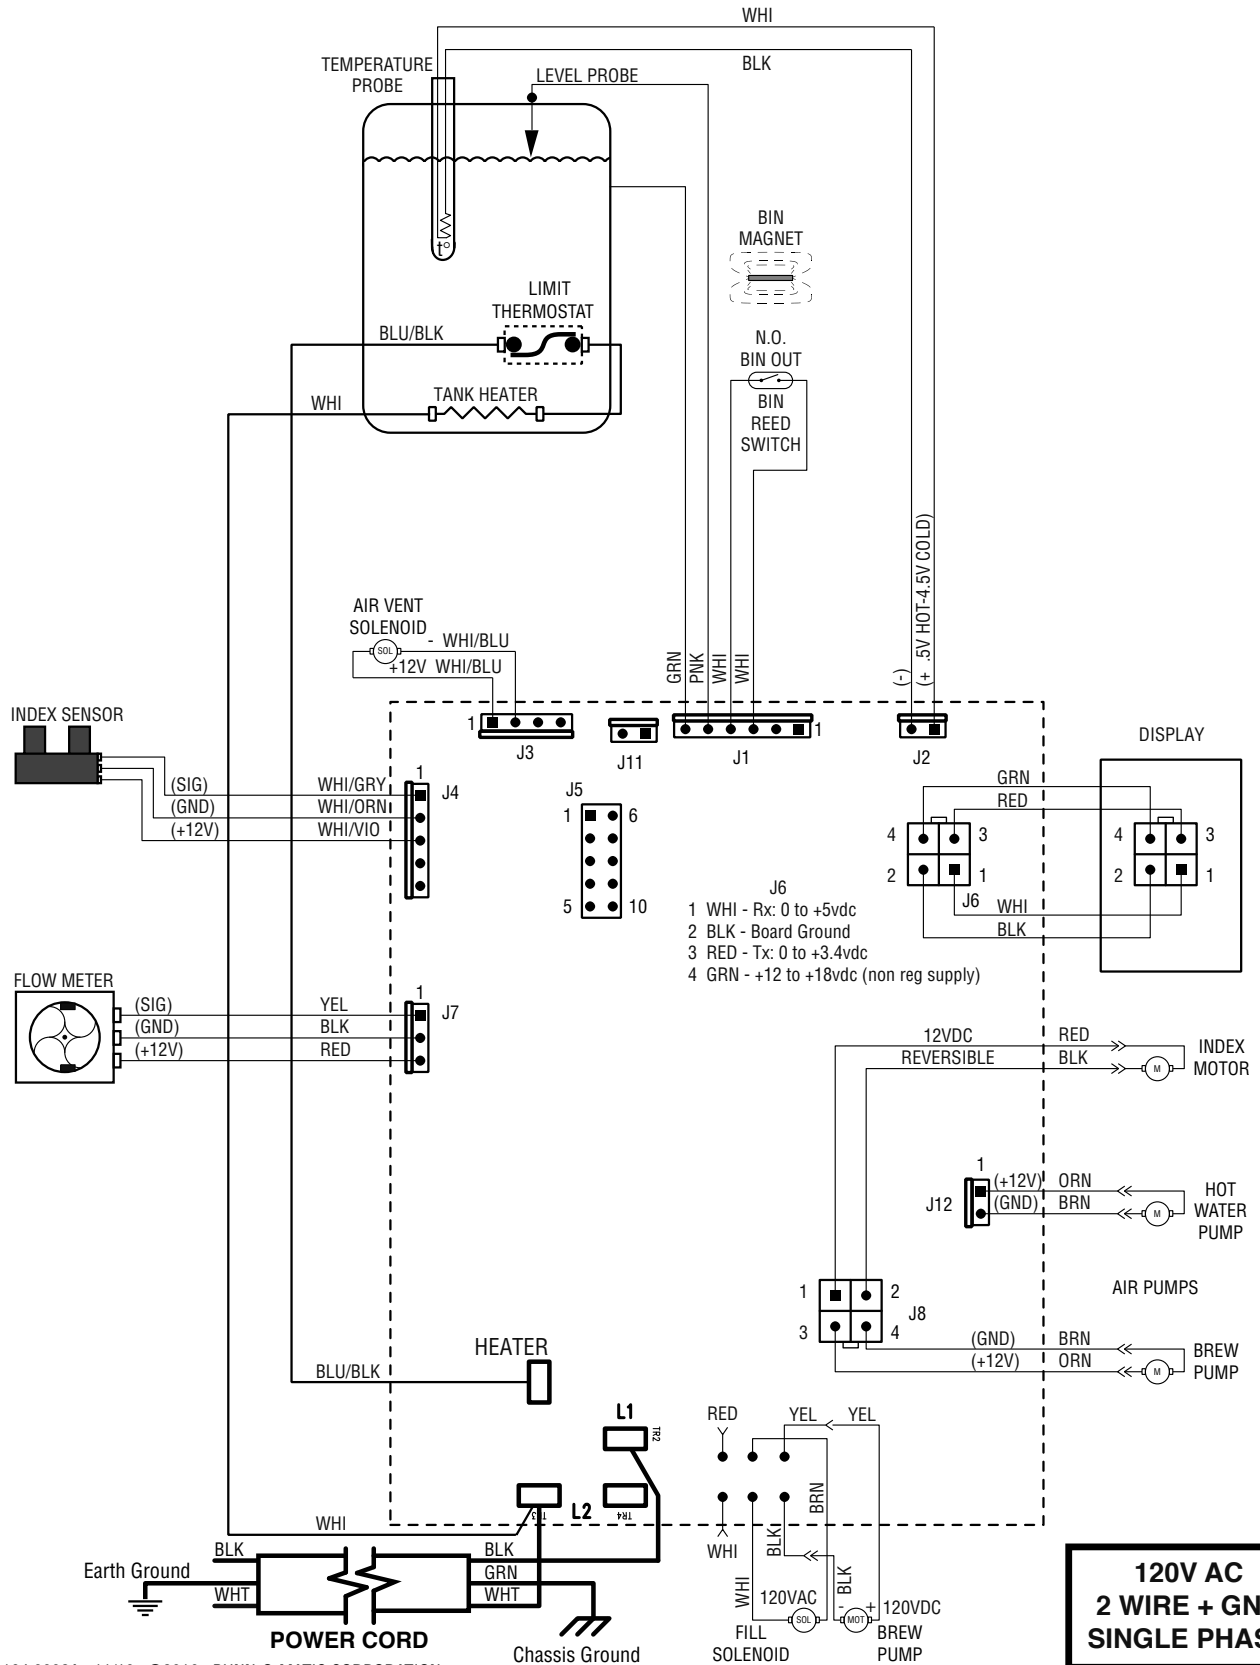 WHI
BLK
TEMPERATURE
PROBE
LEVEL PROBE
t°
BIN
MAGNET
LIMIT
THERMOSTAT
BLU/BLK
N.O.
BIN OUT
TANK HEATER
WHI
BIN
REED
SWITCH
AIR VENT
SOLENOID
SOL
- WHI/BLU
+12V WHI/BLU
GRN
PNK
WHI
WHI
(-)
(+ .5V HOT-4.5V COLD)
INDEX SENSOR
1
J3
J11
J1
1
J2
DISPLAY
(SIG) WHI/GRY
(GND) WHI/ORN
(+12V) WHI/VIO
1
J4
J5
1 6
5 10
GRN
RED
4 3
2 1
J6
4 3
2 1
WHI
BLK
J6
1 WHI - Rx: 0 to +5vdc
2 BLK - Board Ground
3 RED - Tx: 0 to +3.4vdc
4 GRN - +12 to +18vdc (non reg supply)
FLOW METER
(SIG) YEL
(GND) BLK
(+12V) RED
1
J7
12VDC RED
REVERSIBLE BLK
M
INDEX
MOTOR
1
J12
(+12V) ORN
(GND) BRN
M
HOT
WATER
PUMP
AIR PUMPS
1 2
3 4
J8
(GND) BRN
(+12V) ORN
M
BREW
PUMP
HEATER
BLU/BLK
L1
TR2
L2
TR4
RED
YEL YEL
BRN
WHI
BLK
WHI
BLK
120VAC
SOL
FILL
SOLENOID
- +
MOT
120VDC
BREW
PUMP
WHI
BLK
Earth Ground
WHT
BLK
GRN
WHT
POWER CORD
Chassis Ground
120V AC
2 WIRE + GN
SINGLE PHAS